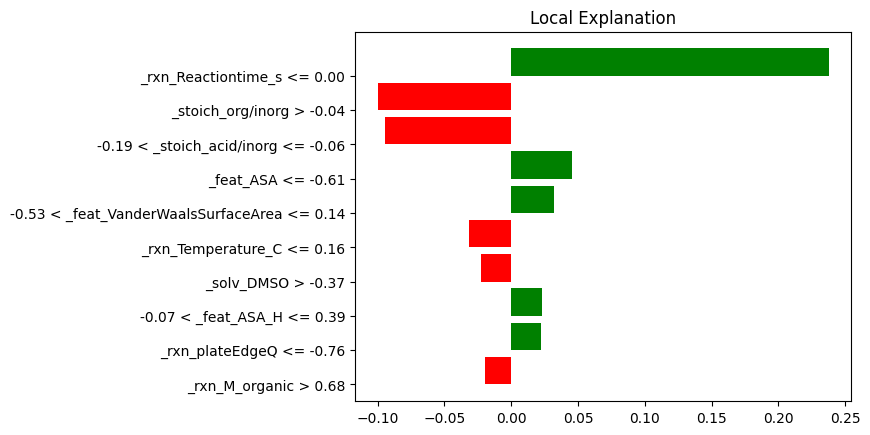 Local Explanation
_rxn_Reactiontime_s <= 0.00
_stoich_org/inorg > -0.04
-0.19 < _stoich_acid/inorg <= -0.06
_feat_ASA <= -0.61
-0.53 < _feat_VanderWaalsSurfaceArea <= 0.14
_rxn_Temperature_C <= 0.16
_solv_DMSO > -0.37
-0.07 < _feat_ASA_H <= 0.39
_rxn_plateEdgeQ <= -0.76
_rxn_M_organic > 0.68
−0.10 −0.05 0.00 0.05 0.10 0.15 0.20 0.25